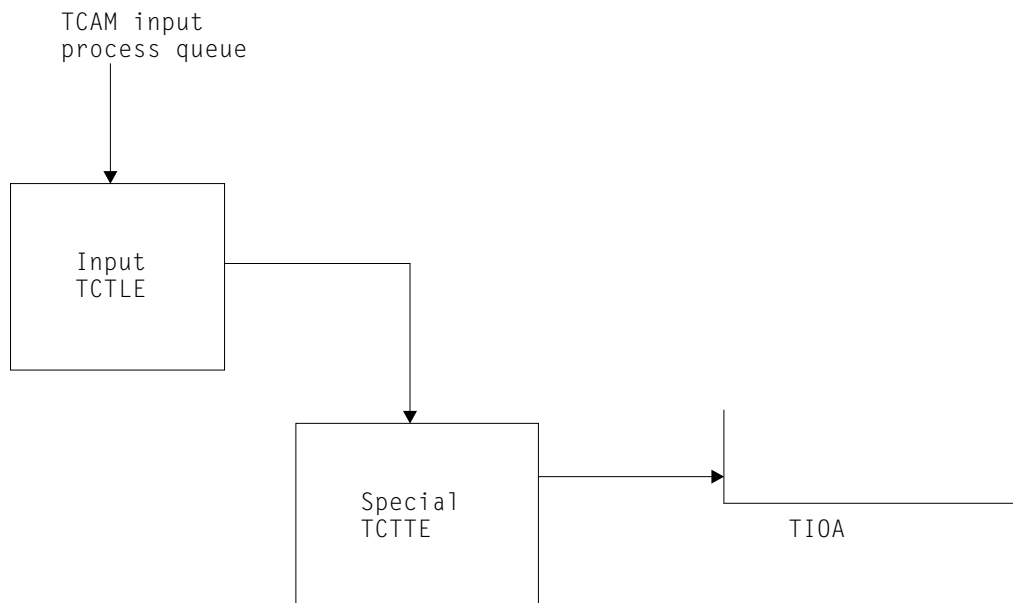 TCAM input
process queue
Input
TCTLE
Special
TCTTE
TIOA